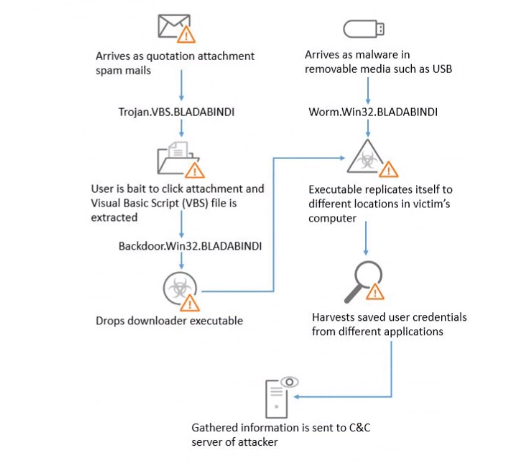 Arrives as quotation attachment
spam mails
Trojan.VBS.BLADABINDI
User is bait to click attachment and
Visual Basic Script (VBS) file is
extracted
Backdoor.Win32.BLADABINDI
Drops downloader executable
Arrives as malware in
removable media such as USB
Worm.Win32.BLADABINDI
Executable replicates itself to
different locations in victim's
computer
Harvests saved user credentials
from different applications
Gathered information is sent to C&C
server of attacker